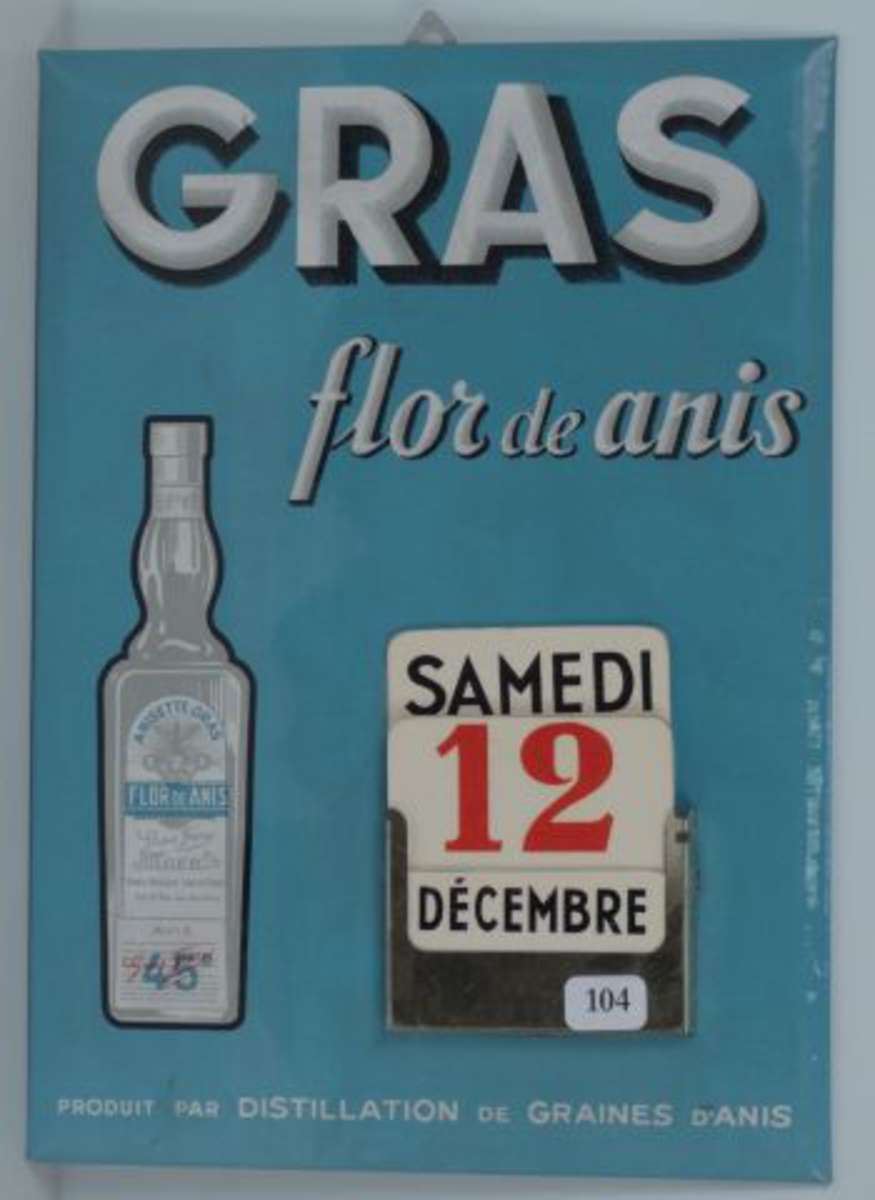 GRAS
flor de anis
ANISETTE GRAS
FLOR DE ANIS
45
SAMEDI
12
DÉCEMBRE
104
PRODUIT PAR DISTILLATION DE GRAINES D'ANIS